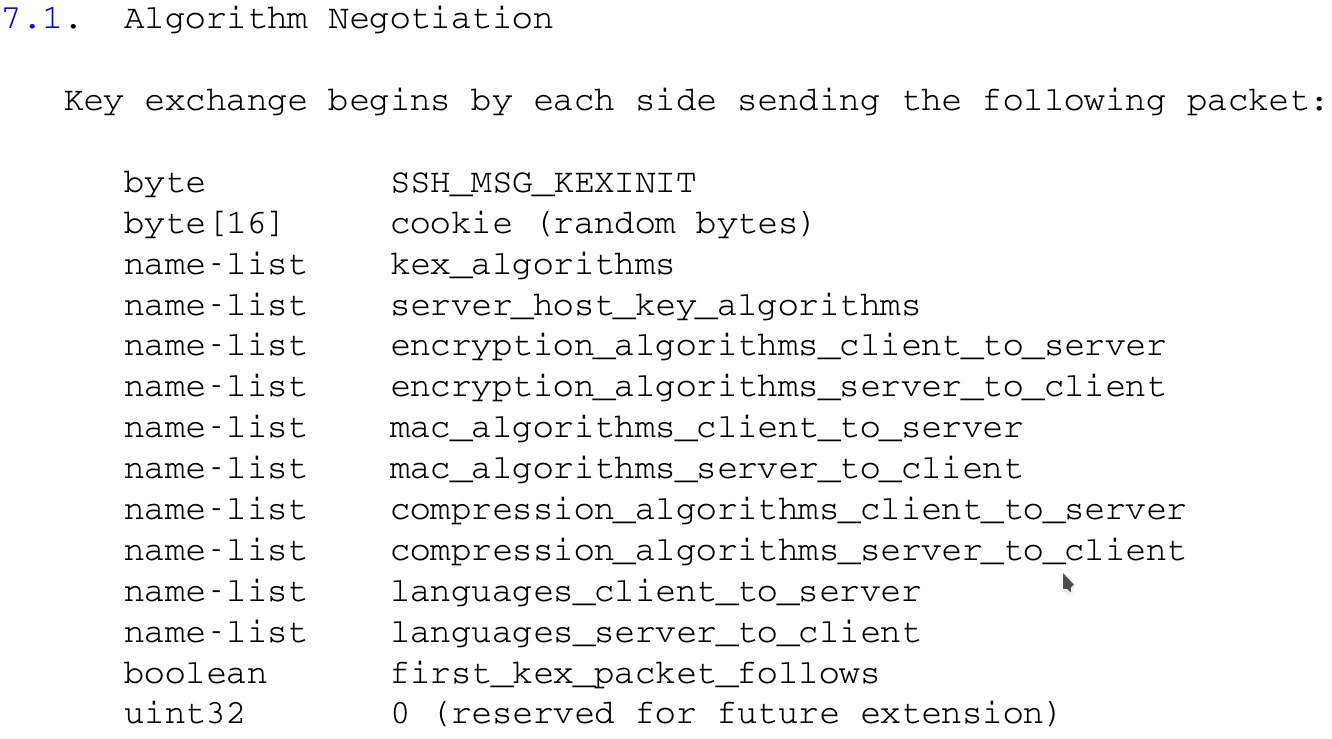 7.1. Algorithm Negotiation
Key exchange begins by each side sending the following packet:
byte SSH_MSG_KEXINIT
byte[16] cookie (random bytes)
name-list kex_algorithms
name-list server_host_key_algorithms
name-list encryption_algorithms_client_to_server
name-list encryption_algorithms_server_to_client
name-list mac_algorithms_client_to_server
name-list mac_algorithms_server_to_client
name-list compression_algorithms_client_to_server
name-list compression_algorithms_server_to_client
name-list languages_client_to_server
name-list languages_server_to_client
boolean first_kex_packet_follows
uint32 0 (reserved for future extension)